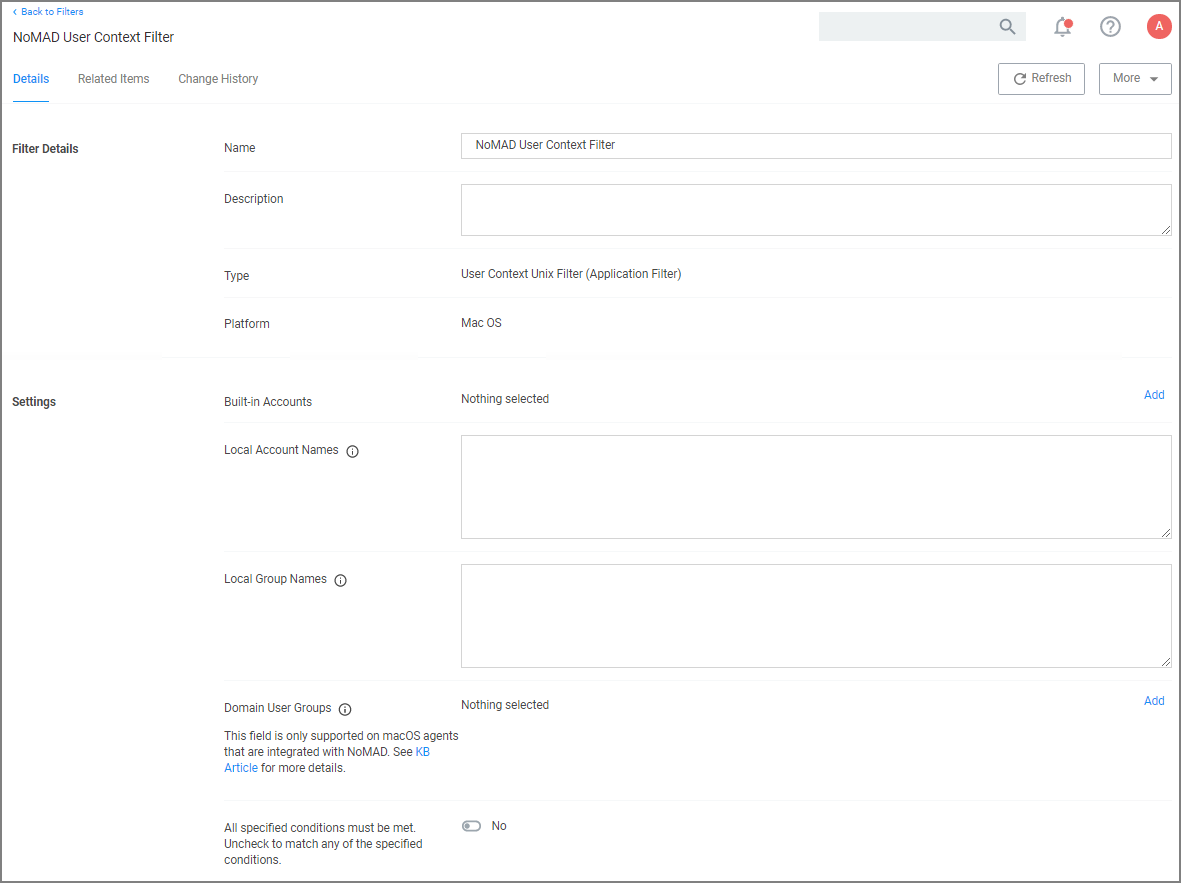 ‹ Back to Filters
NoMAD User Context Filter
A
Details
Related Items
Change History
Refresh
More
Filter Details
Name
NoMAD User Context Filter
Description
Type
User Context Unix Filter (Application Filter)
Platform
Mac OS
Settings
Built-in Accounts
Nothing selected
Add
Local Account Names
Local Group Names
Domain User Groups
Nothing selected
Add
This field is only supported on macOS agents
that are integrated with NoMAD. See KB
Article for more details.
All specified conditions must be met.
Uncheck to match any of the specified
conditions.
No